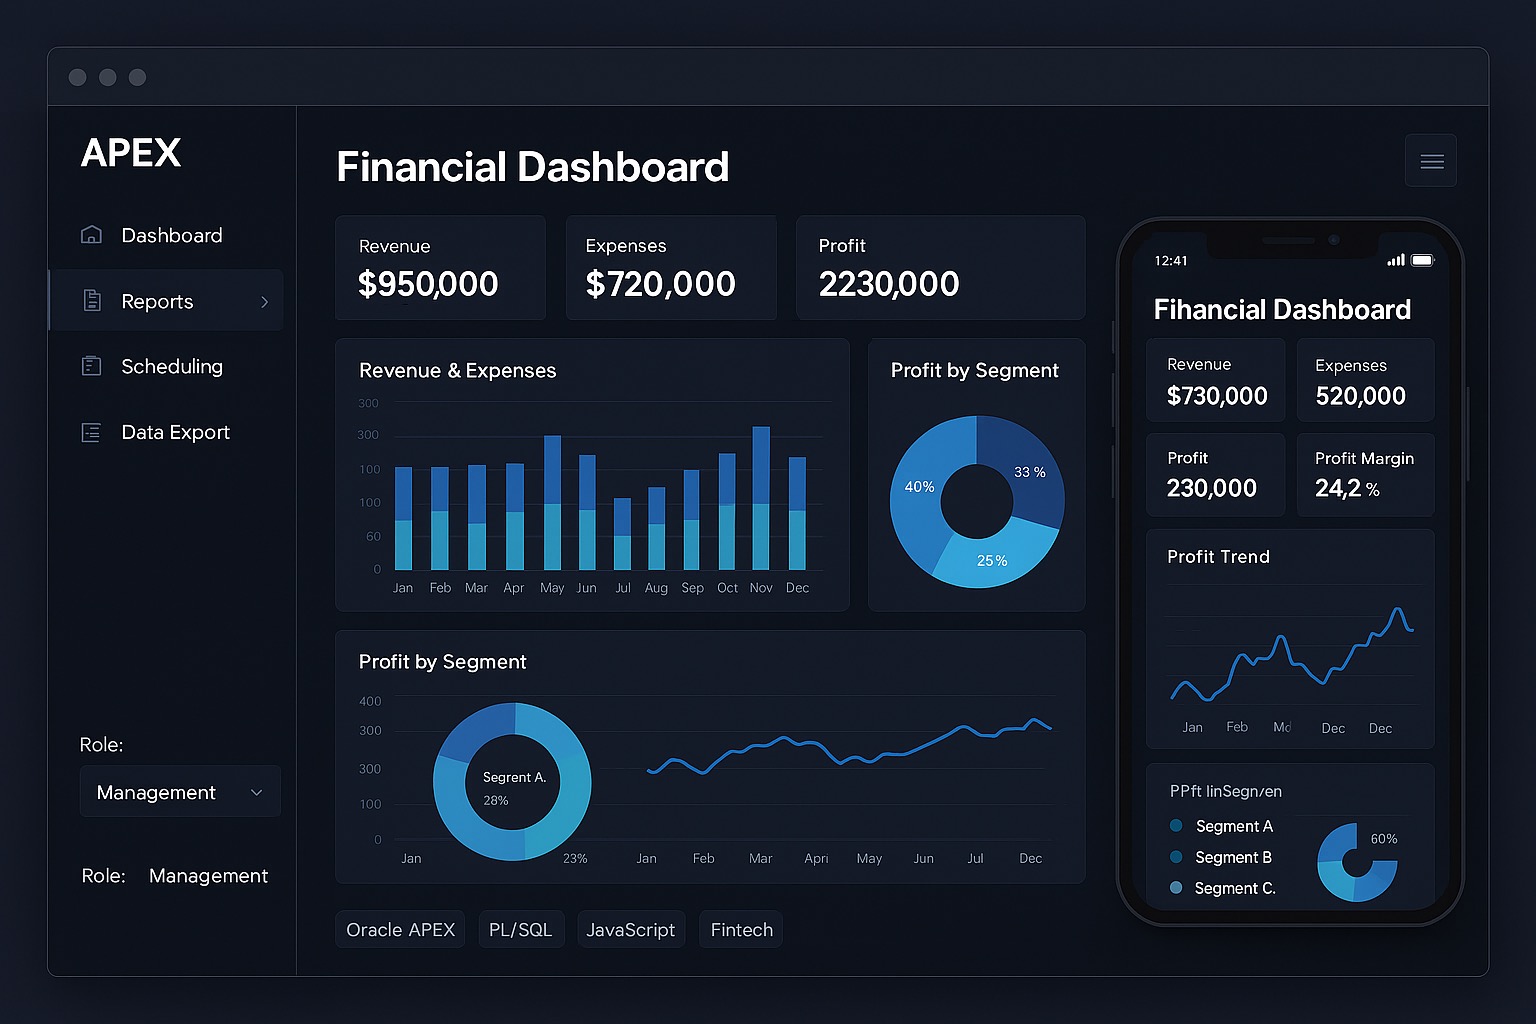 APEX
Dashboard
Reports
Scheduling
Data Export
Role:
Management
Role: Management
Financial Dashboard
Revenue
$950,000
Expenses
$720,000
Profit
2230,000
Revenue & Expenses
300
300
100
100
60
0
Jan Feb Mar Apr May Jun Jul Aug Sep Oct Nov Dec
Profit by Segment
40%
33 %
25%
Profit by Segment
400
300
300
100
0
Segrent A.
28%
Jan
23%
Jan Feb Mar Apri May Jun Jul Dec
Oracle APEX
PL/SQL
JavaScript
Fintech
12:41
Fihancial Dashboard
Revenue
$730,000
Expenses
520,000
Profit
230,000
Profit Margin
24,2 %
Profit Trend
Jan Feb Dec Dec
PPft linSegn/en
Segment A
Segment B
Segment C.
60%